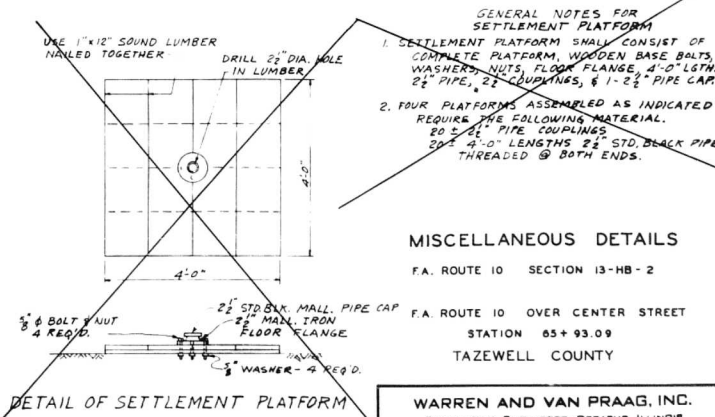 USE 1"x12" SOUND LUMBER
NAILED TOGETHER
DRILL 2½" DIA. HOLE
IN LUMBER
4'-0"
4'-0"
⅝" ϕ BOLT & NUT
4 REQ'D.
2½" STD. BLK. MALL. PIPE CAP
2½" MALL. IRON
FLOOR FLANGE
⅝" WASHER - 4 REQ'D.
DETAIL OF SETTLEMENT PLATFORM
GENERAL NOTES FOR
SETTLEMENT PLATFORM
1. SETTLEMENT PLATFORM SHALL CONSIST OF
COMPLETE PLATFORM, WOODEN BASE BOLTS,
WASHERS, NUTS, FLOOR FLANGE, 4'-0" LGTH.
2½" PIPE, 2½" COUPLINGS, & 1-2½" PIPE CAP.
2. FOUR PLATFORMS ASSEMBLED AS INDICATED
REQUIRE THE FOLLOWING MATERIAL.
20 ± 2½" PIPE COUPLINGS
20 ± 4'-0" LENGTHS 2½" STD. BLACK PIPE
THREADED @ BOTH ENDS.
MISCELLANEOUS DETAILS
F.A. ROUTE 10 SECTION 13-HB-2
F.A. ROUTE 10 OVER CENTER STREET
STATION 65+93.09
TAZEWELL COUNTY
WARREN AND VAN PRAAG, INC.